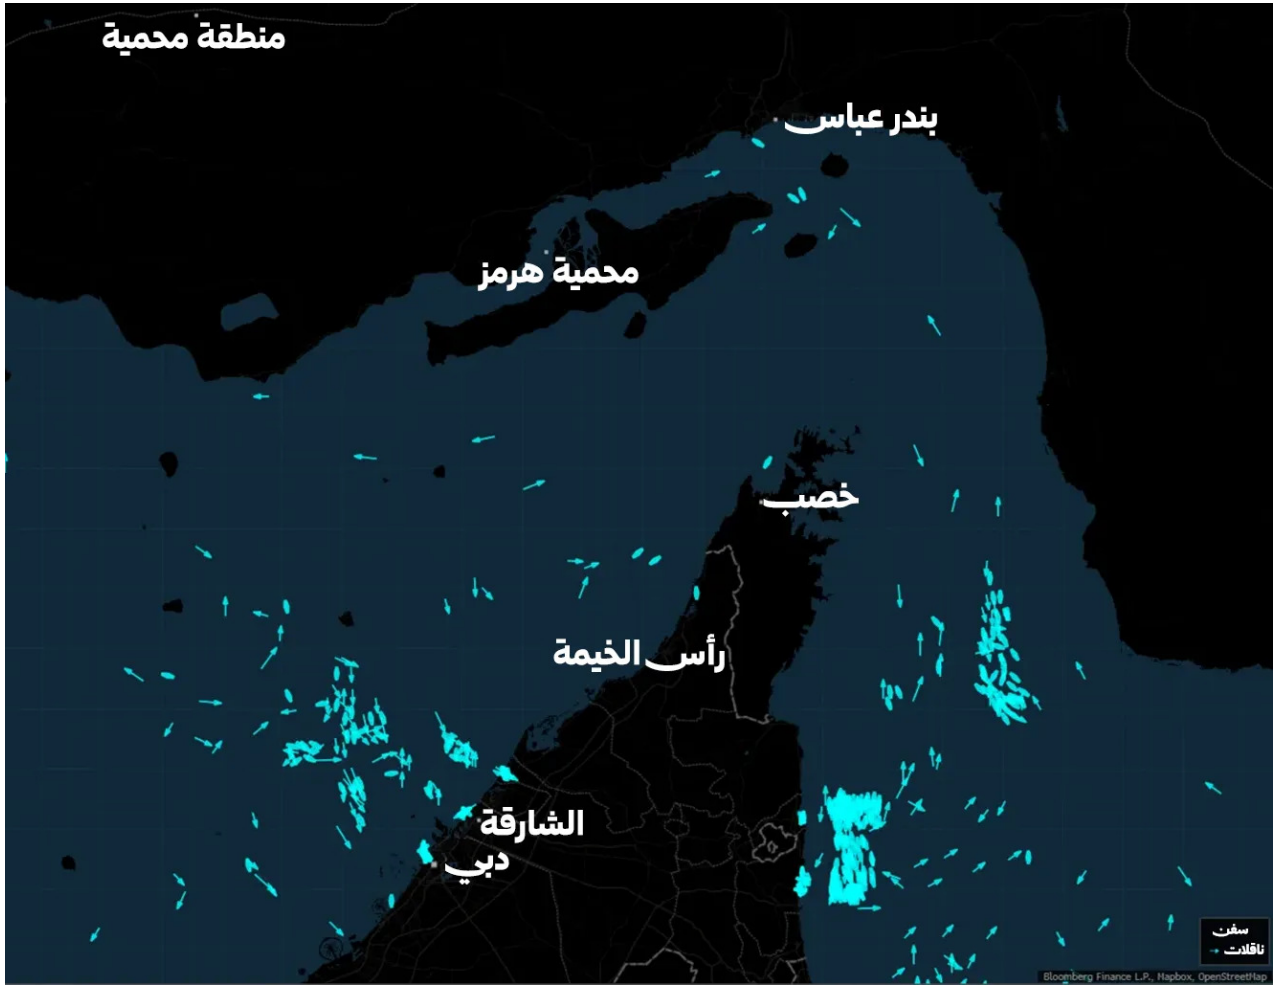 منطقة محمية
بندر عباس
محمية هرمز
خصب
رأس الخيمة
الشارقة
دبي
سفن
ناقلات
Bloomberg Finance L.P., Mapbox, OpenStreetMap